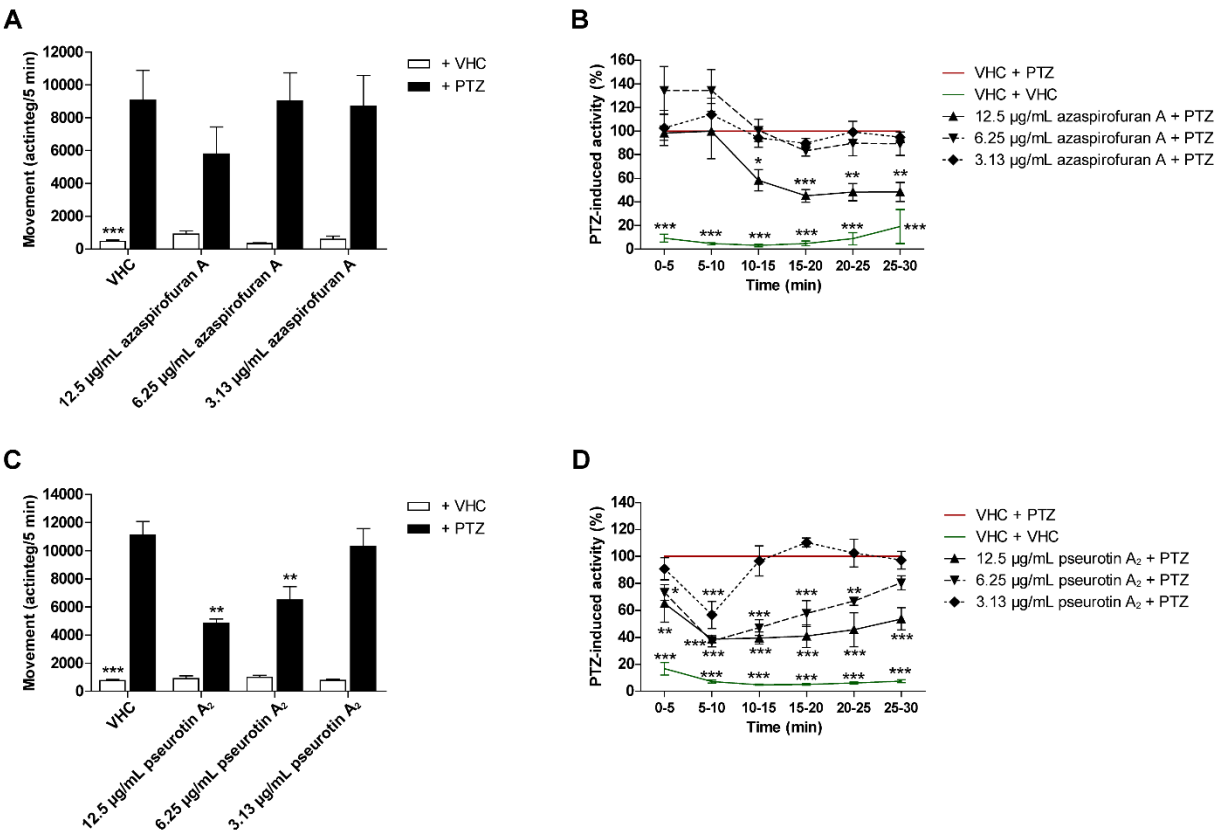 A
Movement (actinteg/5 min)
12000
10000
8000
6000
4000
2000
0
***
VHC
12.5 µg/mL azaspirofuran A
6.25 µg/mL azaspirofuran A
3.13 µg/mL azaspirofuran A
+ VHC
+ PTZ
B
PTZ-induced activity (%)
160
140
120
100
80
60
40
20
0
* *** ** **
*** *** *** *** *** ***
0-5 5-10 10-15 15-20 20-25 25-30
Time (min)
VHC + PTZ
VHC + VHC
12.5 µg/mL azaspirofuran A + PTZ
6.25 µg/mL azaspirofuran A + PTZ
3.13 µg/mL azaspirofuran A + PTZ
C
Movement (actinteg/5 min)
14000
12000
10000
8000
6000
4000
2000
0
*** ** **
VHC
12.5 µg/mL pseurotin A₂
6.25 µg/mL pseurotin A₂
3.13 µg/mL pseurotin A₂
+ VHC
+ PTZ
D
PTZ-induced activity (%)
140
120
100
80
60
40
20
0
* *** *** *** **
** *** *** *** *** *** ***
*** *** *** *** *** ***
0-5 5-10 10-15 15-20 20-25 25-30
Time (min)
VHC + PTZ
VHC + VHC
12.5 µg/mL pseurotin A₂ + PTZ
6.25 µg/mL pseurotin A₂ + PTZ
3.13 µg/mL pseurotin A₂ + PTZ